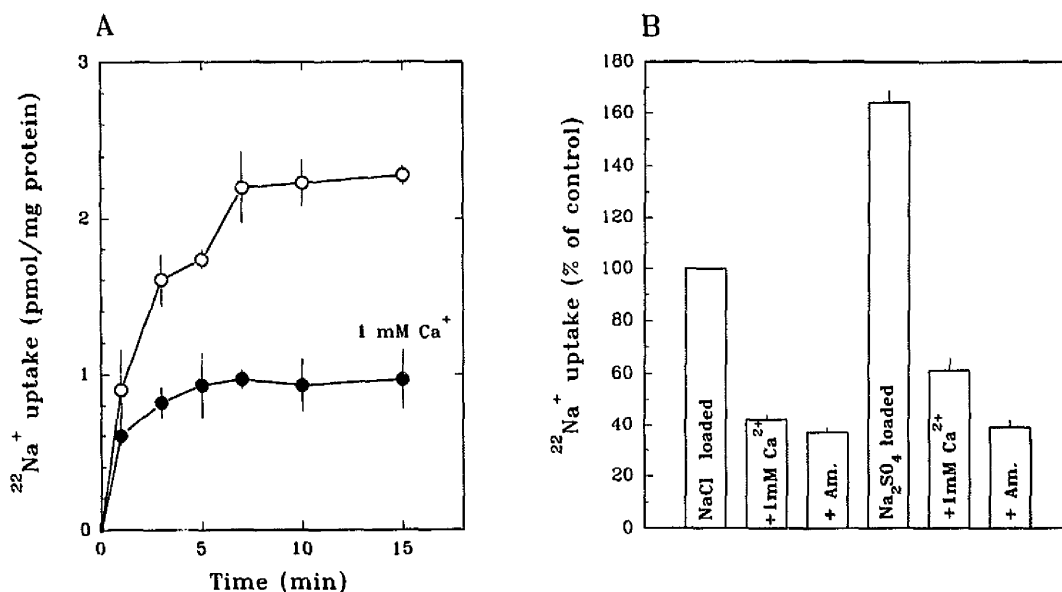 A
²²Na⁺ uptake (pmol/mg protein)
3
2
1
0
1 mM Ca⁺
0
5
10
15
Time (min)
B
²²Na⁺ uptake (% of control)
180
160
140
120
100
80
60
40
20
0
NaCl loaded
+1mM Ca²⁺
+ Am.
Na₂SO₄ loaded
+1mM Ca²⁺
+ Am.